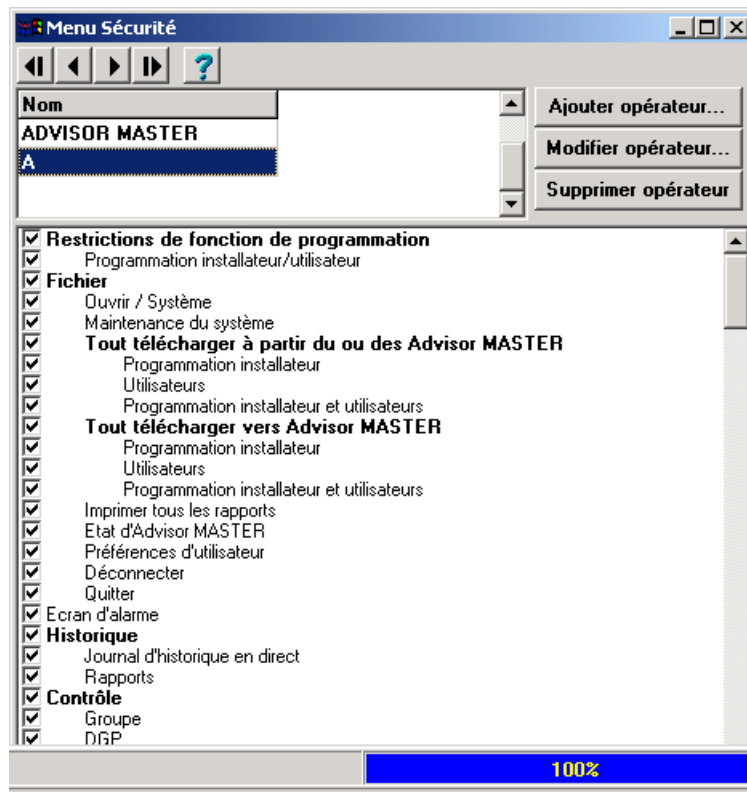 Menu Sécurité
Nom
ADVISOR MASTER
A
Ajouter opérateur...
Modifier opérateur...
Supprimer opérateur
Restrictions de fonction de programmation
Programmation installateur/utilisateur
Fichier
Ouvrir / Système
Maintenance du système
Tout télécharger à partir du ou des Advisor MASTER
Programmation installateur
Utilisateurs
Programmation installateur et utilisateurs
Tout télécharger vers Advisor MASTER
Programmation installateur
Utilisateurs
Programmation installateur et utilisateurs
Imprimer tous les rapports
Etat d'Advisor MASTER
Préférences d'utilisateur
Déconnecter
Quitter
Ecran d'alarme
Historique
Journal d'historique en direct
Rapports
Contrôle
Groupe
DGP
100%